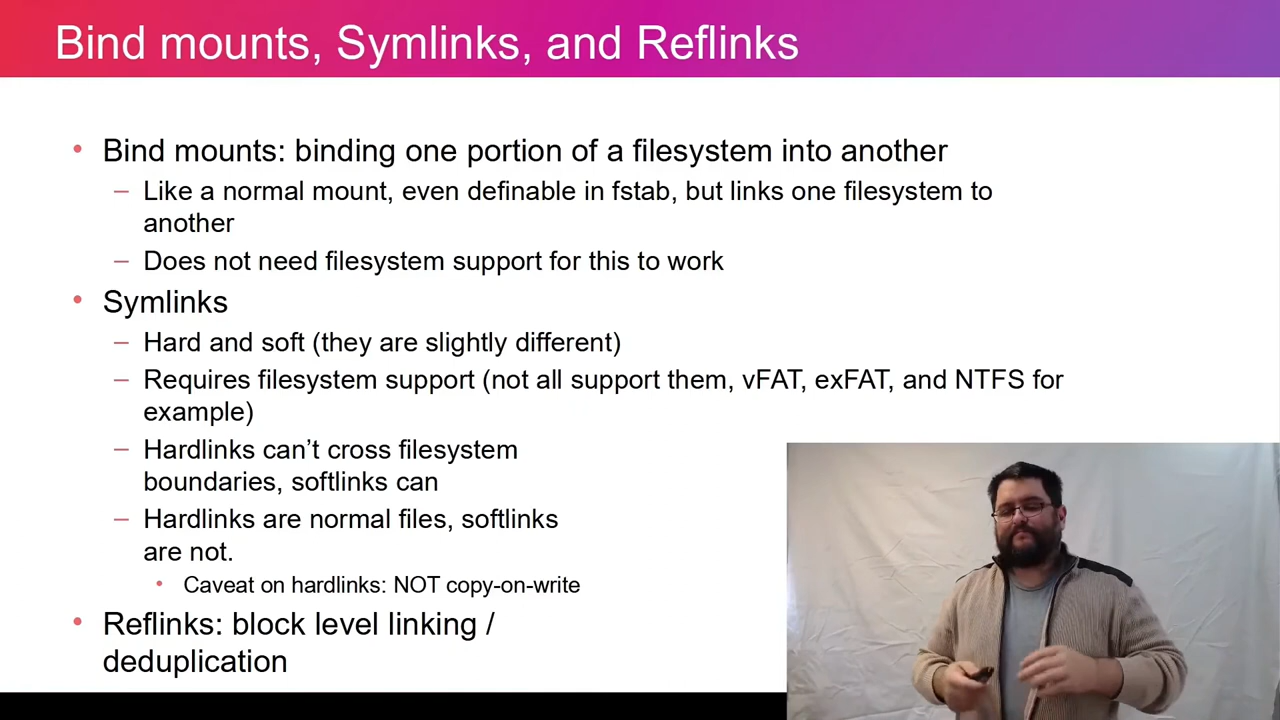 Bind mounts, Symlinks, and Reflinks
• Bind mounts: binding one portion of a filesystem into another
– Like a normal mount, even definable in fstab, but links one filesystem to
another
– Does not need filesystem support for this to work
• Symlinks
– Hard and soft (they are slightly different)
– Requires filesystem support (not all support them, vFAT, exFAT, and NTFS for
example)
– Hardlinks can’t cross filesystem
boundaries, softlinks can
– Hardlinks are normal files, softlinks
are not.
• Caveat on hardlinks: NOT copy-on-write
• Reflinks: block level linking /
deduplication